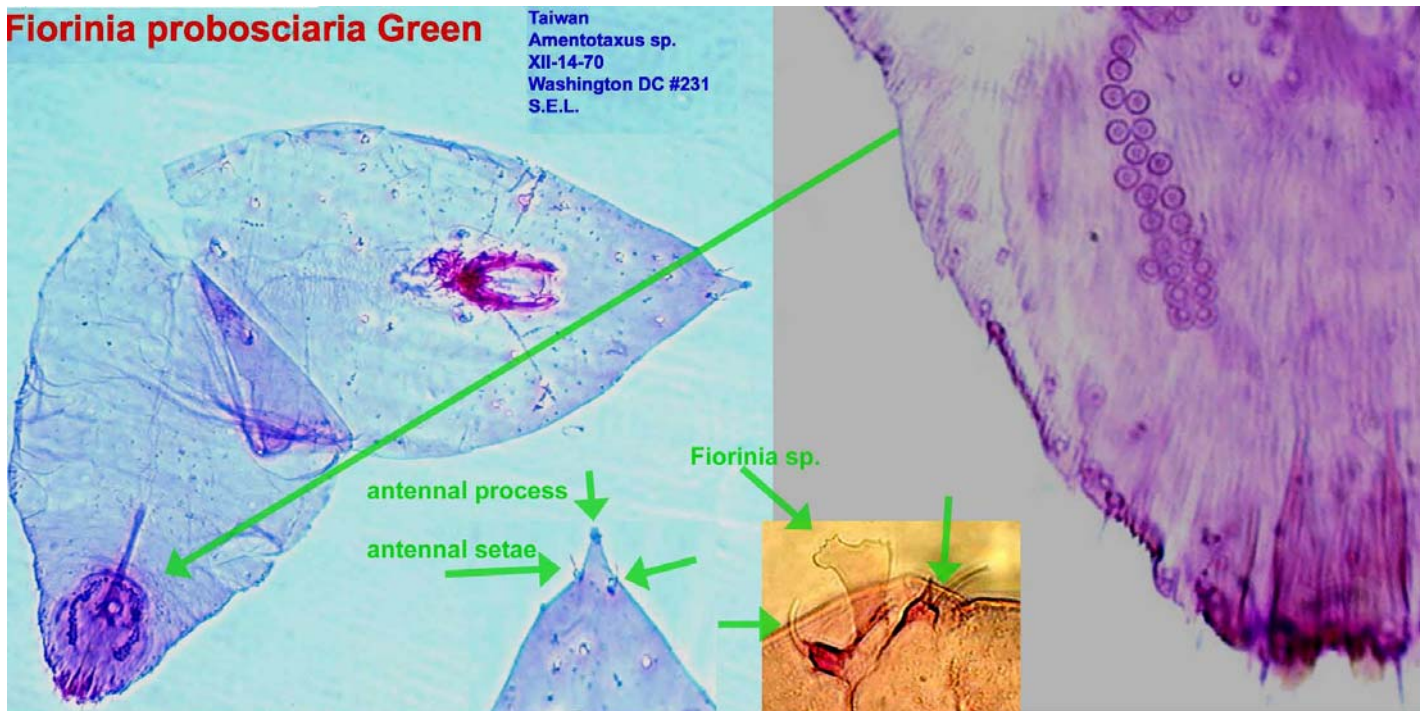 Fiorinia probosciaria Green
Taiwan
Amentotaxus sp.
XII-14-70
Washington DC #231
S.E.L.
Fiorinia sp.
antennal process
antennal setae